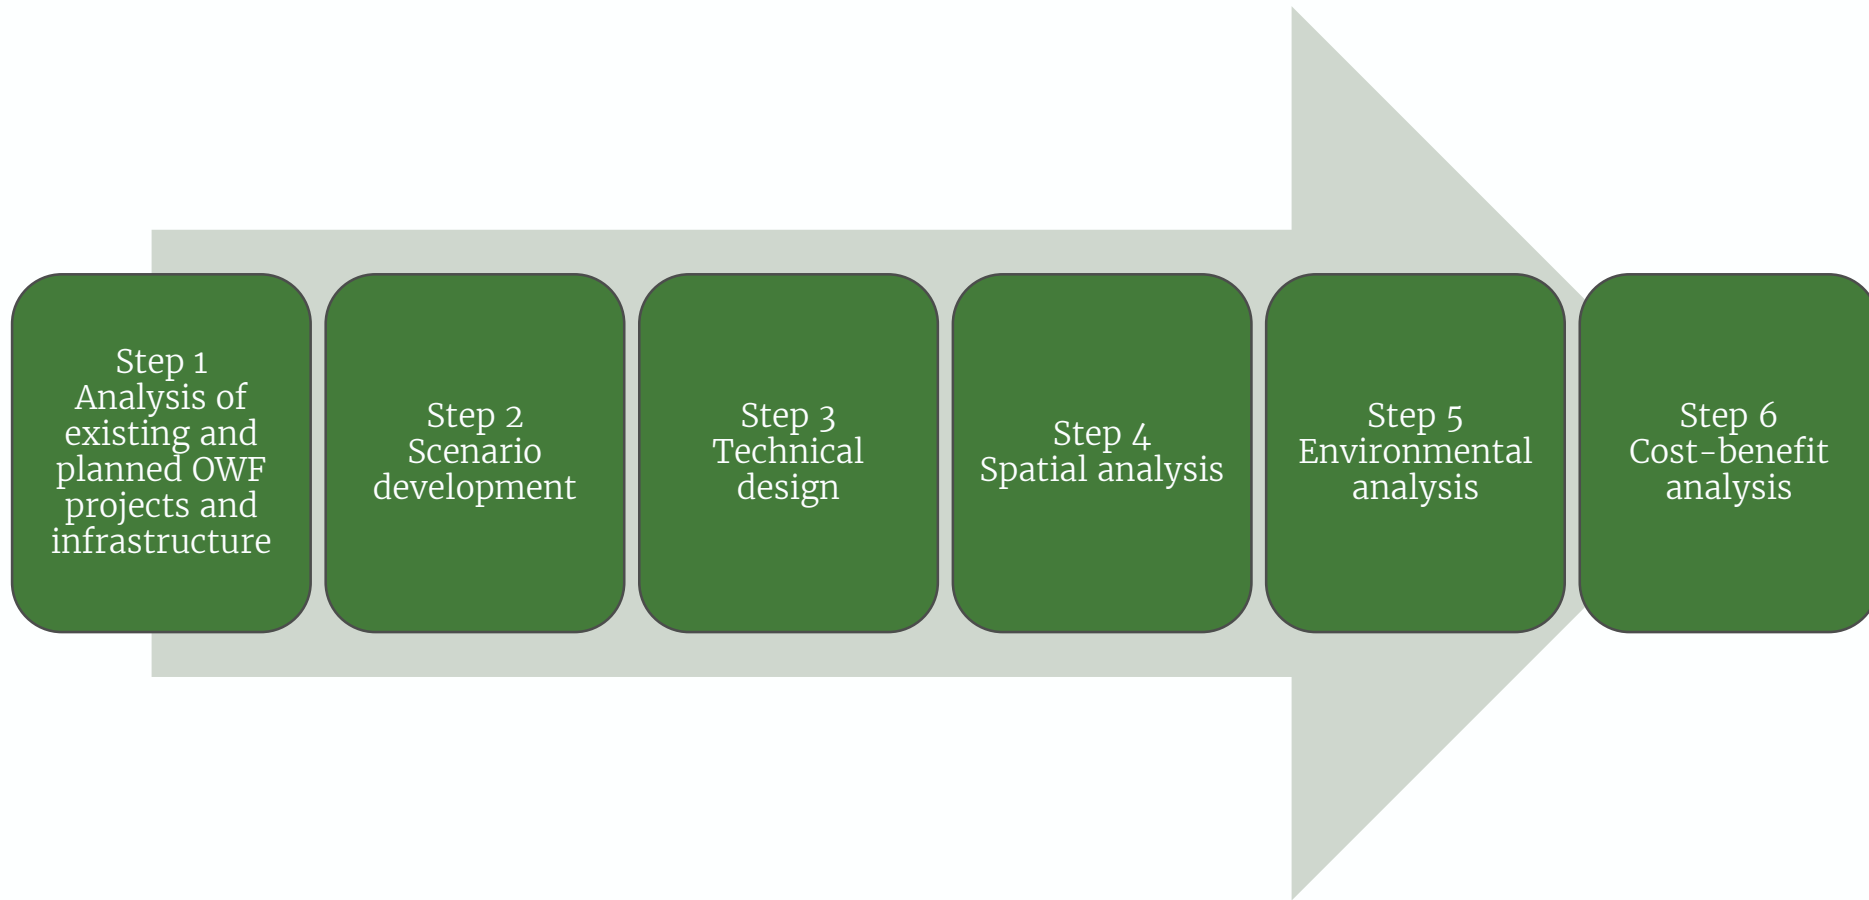 Step 1
Analysis of
existing and
planned OWF
projects and
infrastructure
Step 2
Scenario
development
Step 3
Technical
design
Step 4
Spatial analysis
Step 5
Environmental
analysis
Step 6
Cost-benefit
analysis